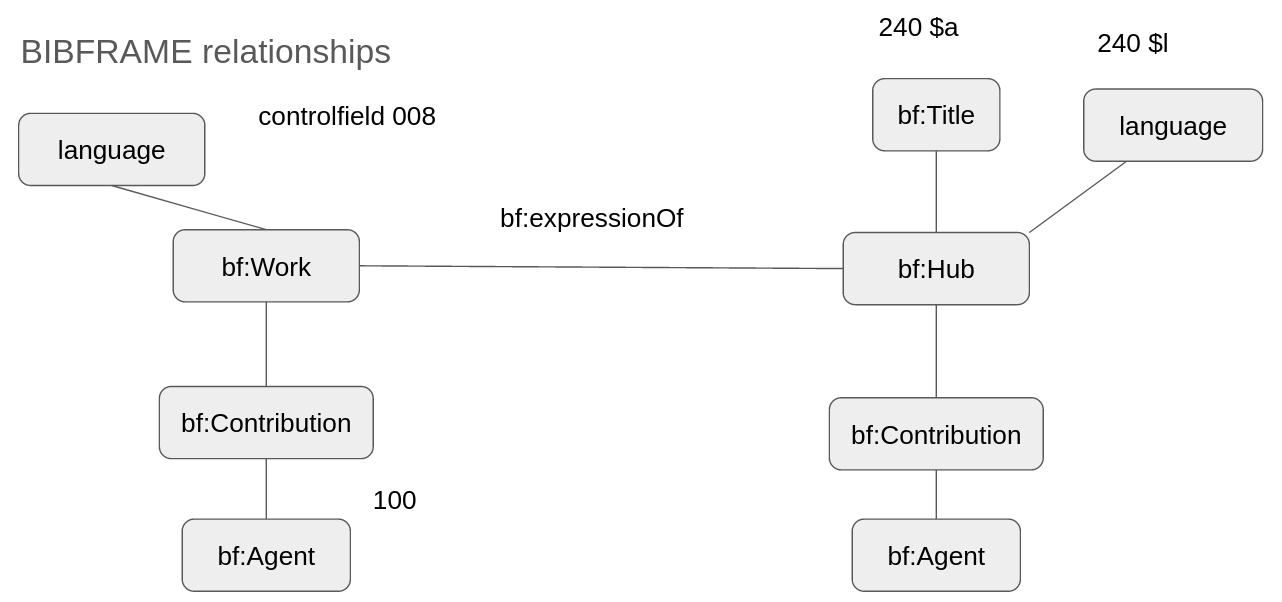 BIBFRAME relationships
240 $a
240 $l
controlfield 008
bf:Title
language
language
bf:expressionOf
bf:Work
bf:Hub
bf:Contribution
bf:Contribution
100
bf:Agent
bf:Agent